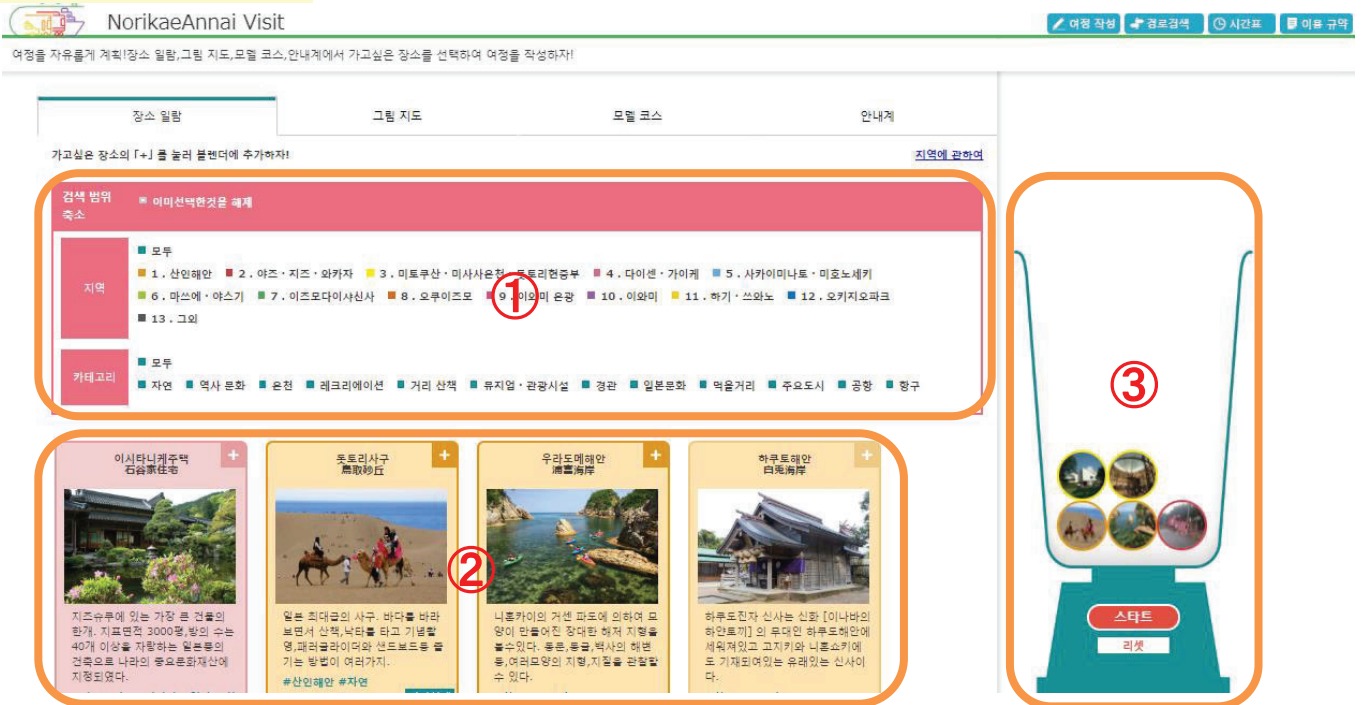 NorikaeAnnai Visit
여정 작성
경로검색
시간표
이용 규약
여정을 자유롭게 계획!장소 일람,그림 지도,모델 코스,안내계에서 가고싶은 장소를 선택하여 여정을 작성하자!
장소 일람
그림 지도
모델 코스
안내계
가고싶은 장소의 「+」를 눌러 블렌더에 추가하자!
지역에 관하여
검색 범위
축소
이미선택한것을 해제
지역
모두
1 . 산인해안
2 . 야즈・지즈・와카자
3 . 미토쿠산・미사사온천・돗토리현중부
4 . 다이센・가이케
5 . 사카이미나토・미호노세키
6 . 마쓰에・야스기
7 . 이즈모다이샤신사
8 . 오쿠이즈모
9 . 이와미 은광
10 . 이와미
11 . 하기・쓰와노
12 . 오키지오파크
13 . 그외
①
카테고리
모두
자연
역사 문화
온천
레크리에이션
거리 산책
뮤지엄・관광시설
경관
일본문화
먹을거리
주요도시
공항
항구
이시타니케주택
石谷家住宅
+
지즈슈쿠에 있는 가장 큰 건물의
한개. 지표면적 3000평,방의 수는
40개 이상을 자랑하는 일본풍의
건축으로 나라의 중요문화재산에
지정되였다.
돗토리사구
鳥取砂丘
+
일본 최대급의 사구. 바다를 바라
보면서 산책,낙타를 타고 기념촬
영,패러글라이더와 샌드보드등 즐
기는 방법이 여러가지.
#산인해안 #자연
②
우라도메해안
浦富海岸
+
니혼카이의 거센 파도에 의하여 모
양이 만들어진 장대한 해저 지형을
볼수있다. 동문,동굴,백사의 해변
등,여러모양의 지형,지질을 관찰할
수 있다.
하쿠토해안
白兎海岸
+
하쿠토진자 신사는 신화 [이나바의
하얀토끼] 의 무대인 하쿠토해안에
세워져있고 고지키와 니혼쇼키에
도 기재되여있는 유래있는 신사이
다.
③
스타트
리셋